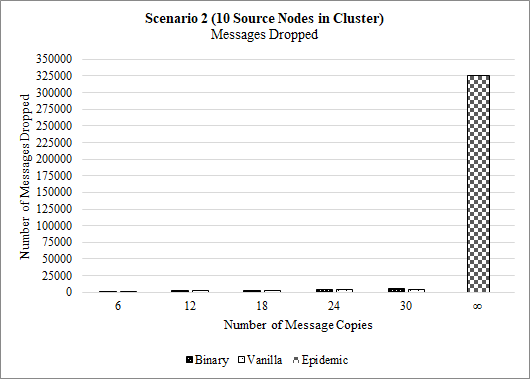 Scenario 2 (10 Source Nodes in Cluster)
Messages Dropped
Number of Messages Dropped
350000
325000
300000
275000
250000
225000
200000
175000
150000
125000
100000
75000
50000
25000
0
6 12 18 24 30 ∞
Number of Message Copies
Binary Vanilla Epidemic